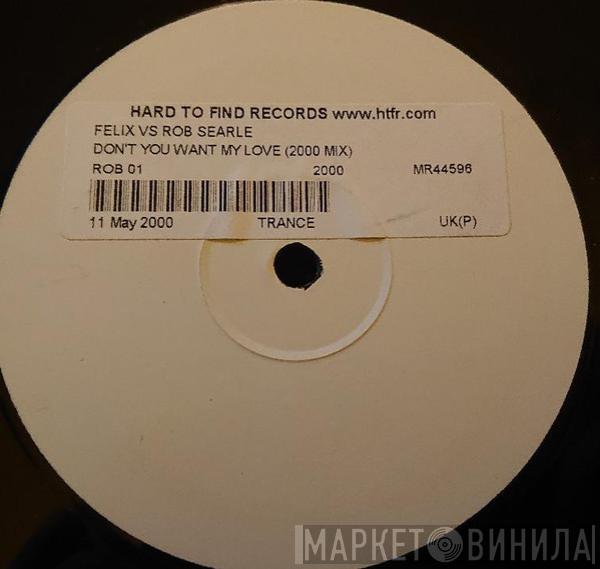 HARD TO FIND RECORDS www.htfr.com
FELIX VS ROB SEARLE
DON'T YOU WANT MY LOVE (2000 MIX)
ROB 01 2000 MR44596
11 May 2000 TRANCE UK(P)
МАРКЕТ ВИНИЛА